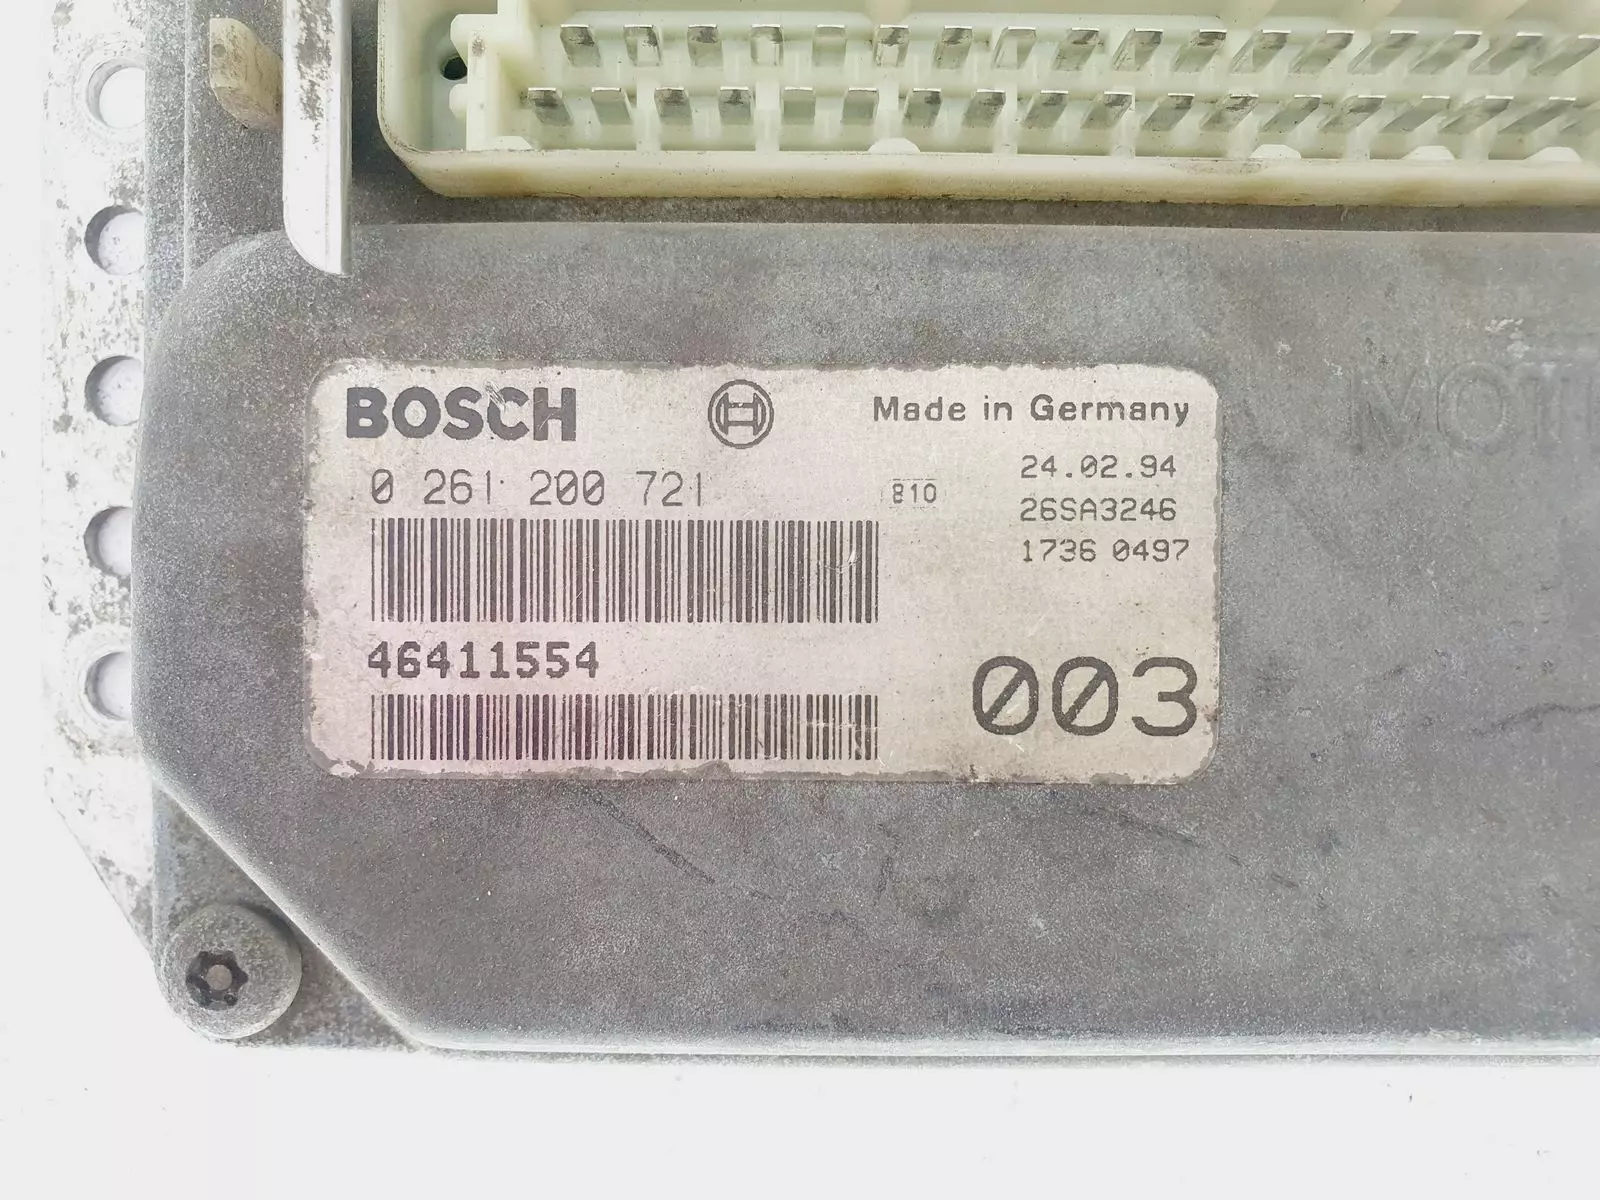 BOSCH
Made in Germany
0 261 200 721
810
24.02.94
26SA3246
1736 0497
46411554
003